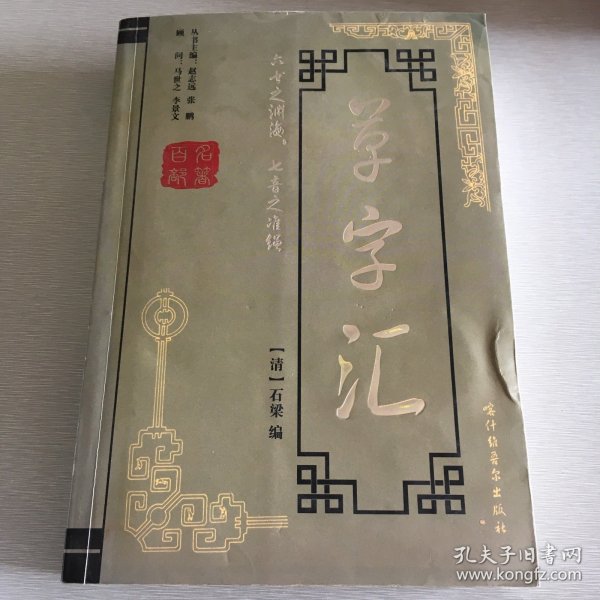 草字汇
六书之渊海。七音之准绳
丛书主编：赵志远 张鹏
顾问：马世之 李景文
名著
百部
【清】石梁 编
喀什维吾尔出版社
孔夫子旧书网
www.kongfz.com